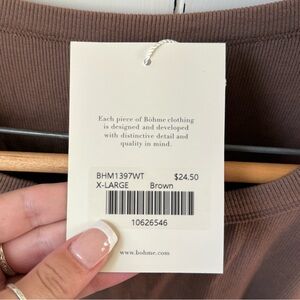 Each piece of Böhme clothing
is designed and developed
with distinctive detail and
quality in mind.
BHM1397WT $24.50
X-LARGE Brown
10626546
www.bohme.com